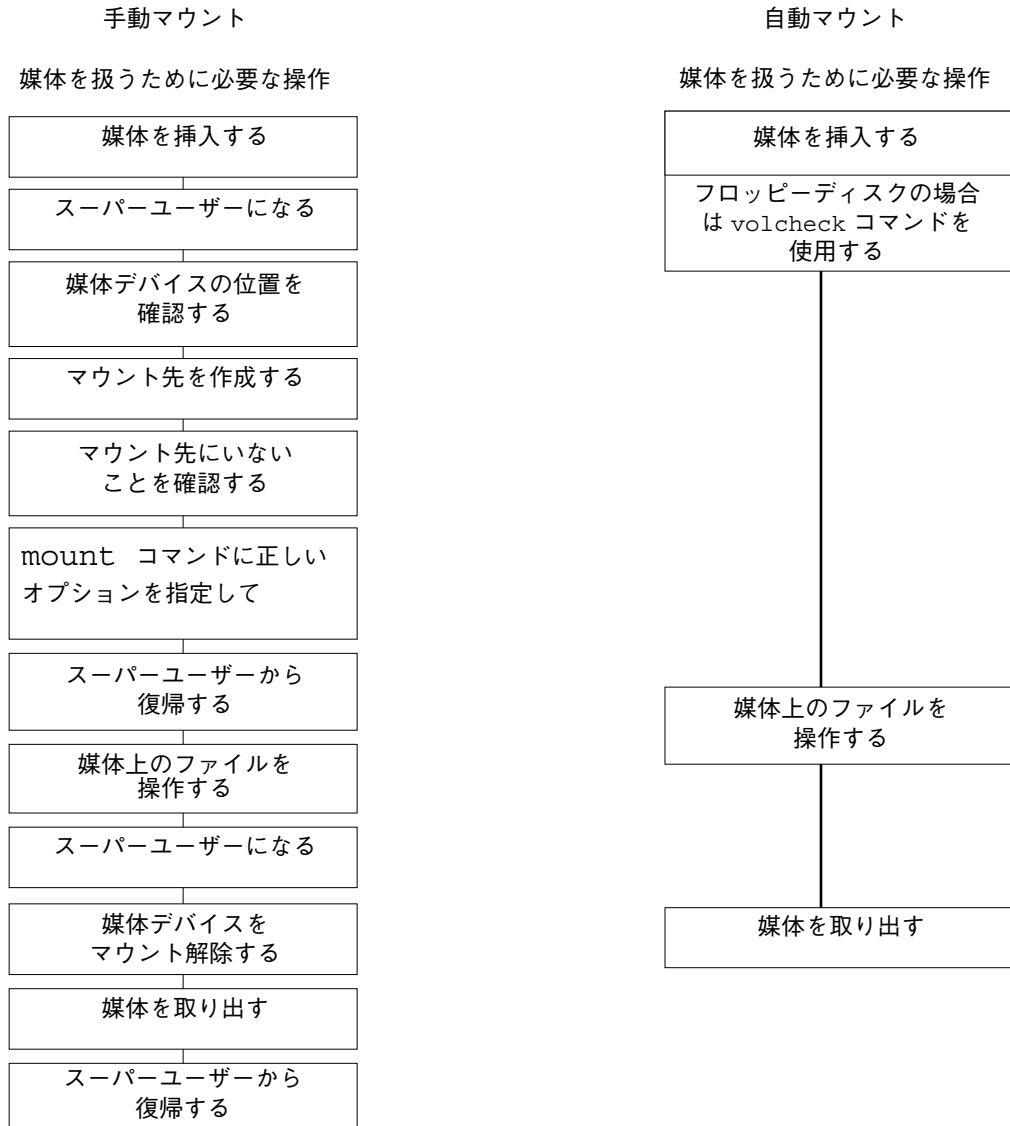 手動マウント
媒体を扱うために必要な操作
媒体を挿入する
スーパーユーザーになる
媒体デバイスの位置を
確認する
マウント先を作成する
マウント先にいない
ことを確認する
mount コマンドに正しい
オプションを指定して
スーパーユーザーから
復帰する
媒体上のファイルを
操作する
スーパーユーザーになる
媒体デバイスを
マウント解除する
媒体を取り出す
スーパーユーザーから
復帰する
自動マウント
媒体を扱うために必要な操作
媒体を挿入する
フロッピーディスクの場合
は volcheck コマンドを
使用する
媒体上のファイルを
操作する
媒体を取り出す